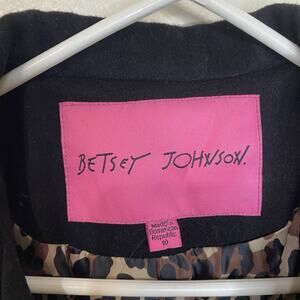 BETSEY JOHNSON.
Made in
Dominican
Republic
10